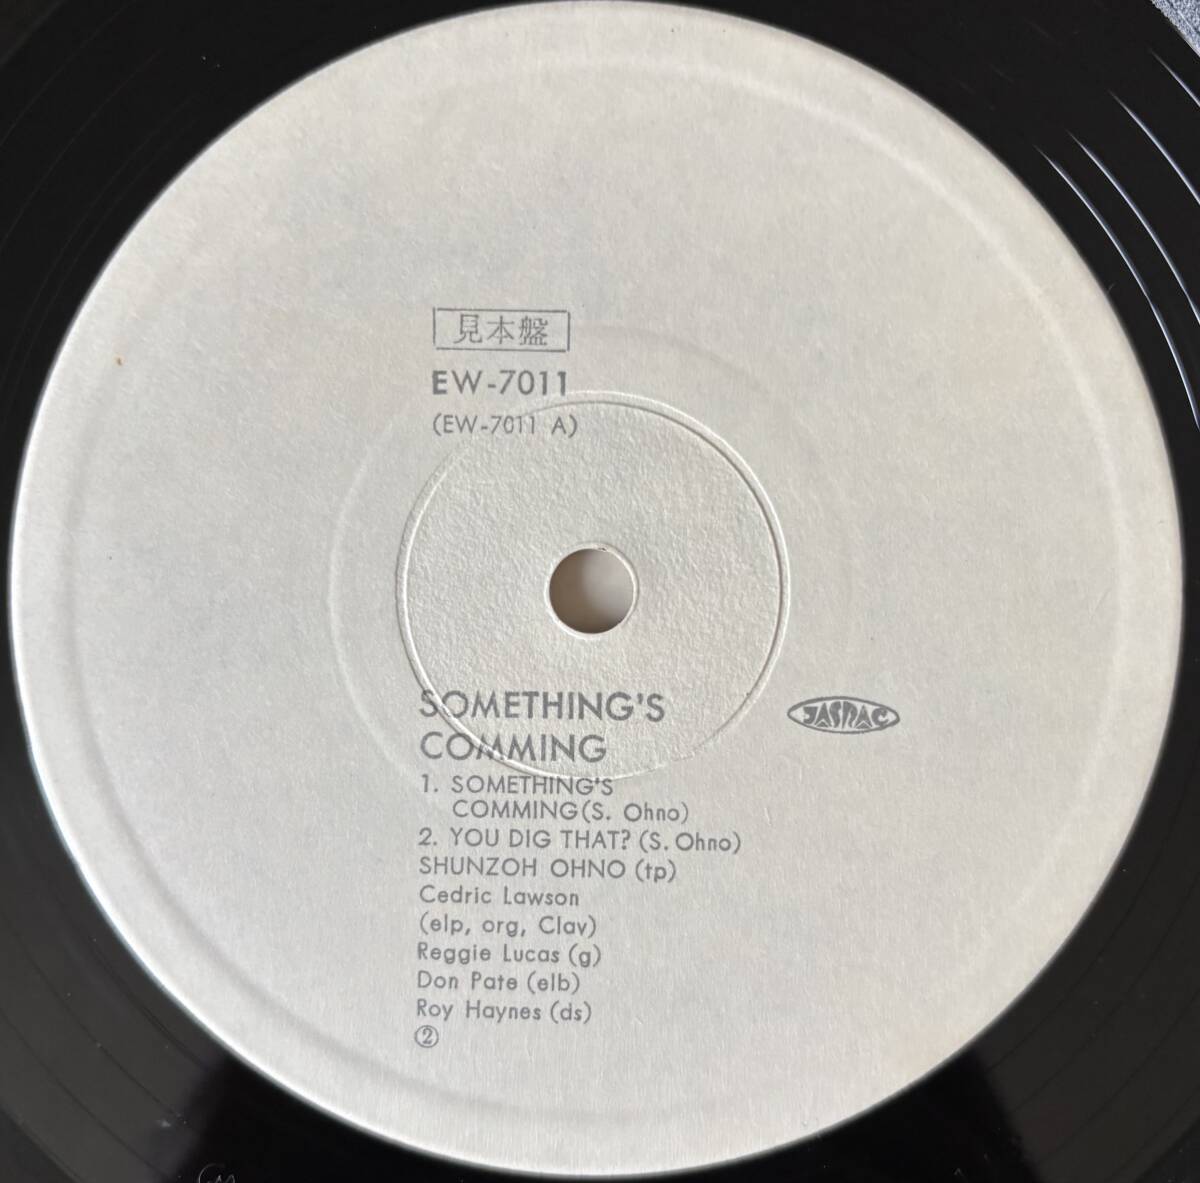 見本盤
EW-7011
(EW-7011 A)
SOMETHING'S
COMMING
JASRAC
1. SOMETHING'S
COMMING(S. Ohno)
2. YOU DIG THAT? (S. Ohno)
SHUNZOH OHNO (tp)
Cedric Lawson
(elp, org, Clav)
Reggie Lucas (g)
Don Pate (elb)
Roy Haynes (ds)
②